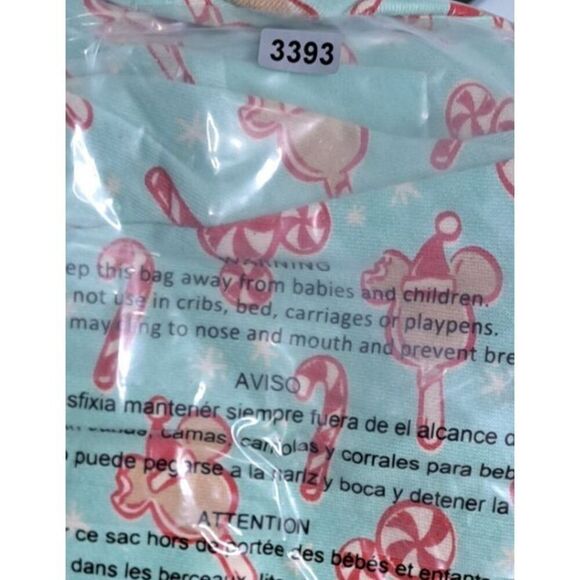 3393
WARNING
ep this bag away from babies and children.
not use in cribs, bed, carriages or playpens.
may cling to nose and mouth and prevent bre
AVISO
sfixia mantener siempre fuera de el alcance d
camas, carriolas y corrales para beb
puede pegarse a la nariz y boca y detener la
ATTENTION
ce sac hors de portée des bébés et enfants
dans les berceaux, lits